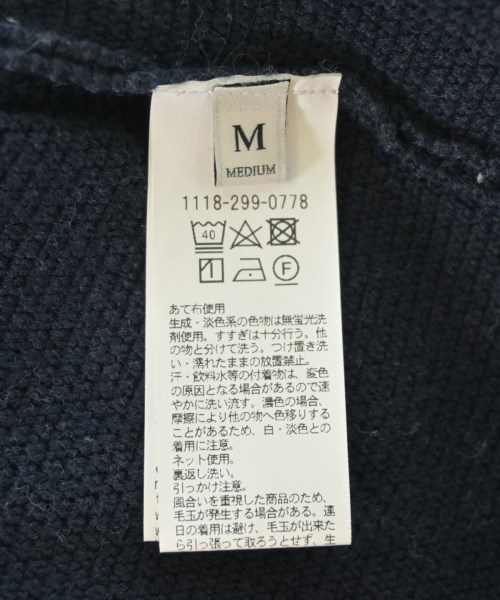 M
MEDIUM
1118-299-0778
40
F
あて布使用
生成・淡色系の色物は無蛍光洗
剤使用。すすぎは十分行う。他
の物と分けて洗う。つけ置き洗
い・濡れたままの放置禁止。
汗・飲料水等の付着物は、変色
の原因となる場合があるので速
やかに洗い流す。濃色の場合、
摩擦により他の物へ色移りする
ことがあるため、白・淡色との
着用に注意。
ネット使用。
裏返し洗い。
引っかけ注意。
風合いを重視した商品のため、
毛玉が発生する場合がある。連
日の着用は避け、毛玉が出来た
ら引っ張って取ろうとせず、生